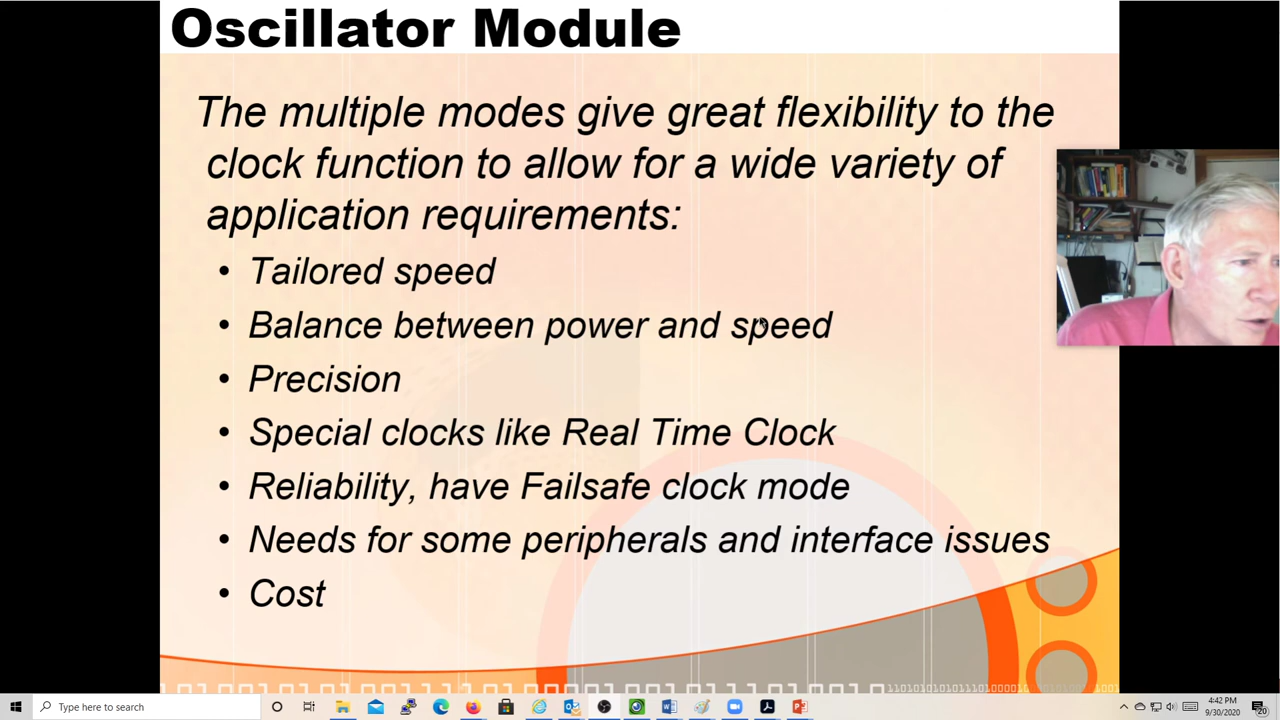 Oscillator Module
The multiple modes give great flexibility to the
clock function to allow for a wide variety of
application requirements:
• Tailored speed
• Balance between power and speed
• Precision
• Special clocks like Real Time Clock
• Reliability, have Failsafe clock mode
• Needs for some peripherals and interface issues
• Cost
Type here to search
4:42 PM
9/30/2020
20